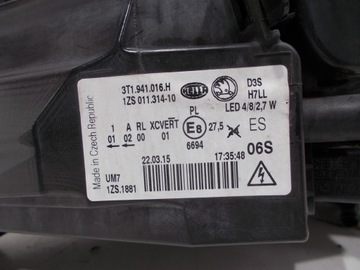 Made in Czech Republic
3T1.941.016.H
1ZS 011.314-10
HELLA
D3S
H7LL
LED 4/8/2,7 W
PL
1 A RL XCVERT E8 27,5 ES
01 02 00 01
6694
06S
22.03.15 17:35:48
UM7
1ZS.1881